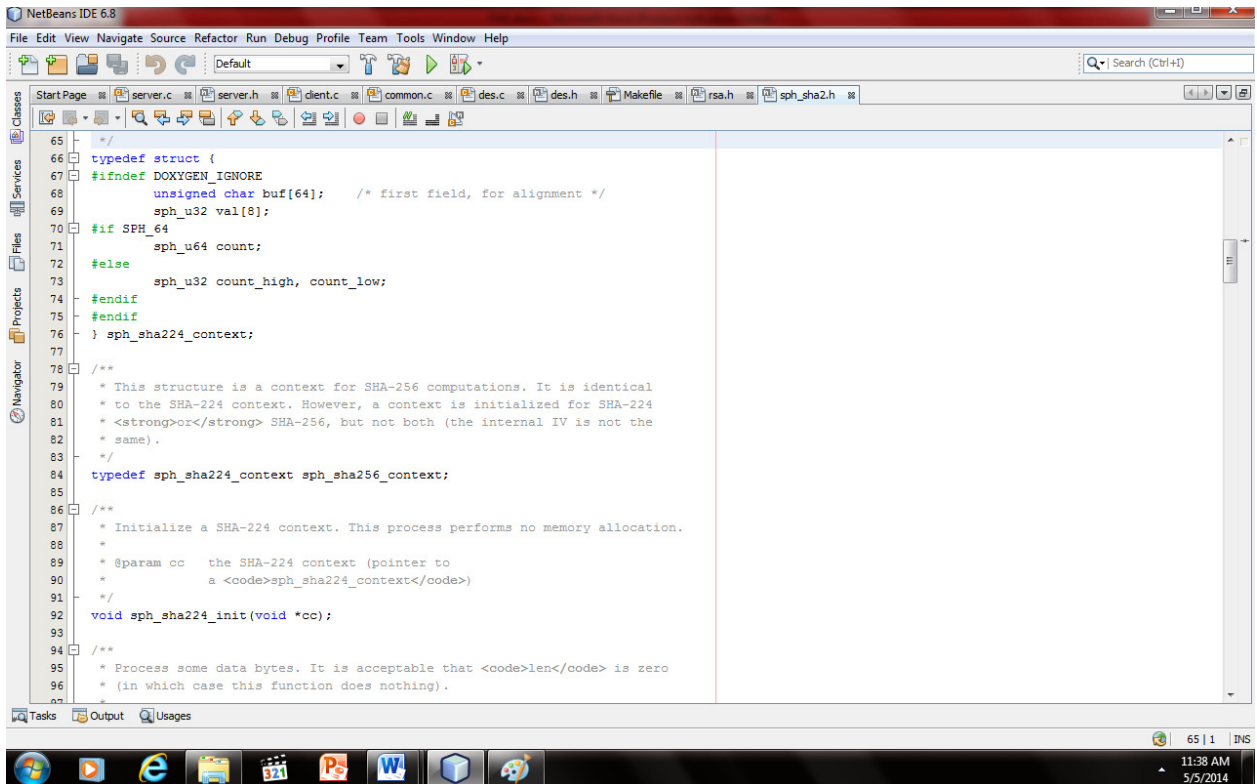 NetBeans IDE 6.8
File Edit View Navigate Source Refactor Run Debug Profile Team Tools Window Help
Default
Search (Ctrl+I)
Start Page server.c server.h client.c common.c des.c des.h Makefile rsa.h sph_sha2.h
Classes
Services
Files
Projects
Navigator
65 */
66 typedef struct {
67 #ifndef DOXYGEN_IGNORE
68 unsigned char buf[64]; /* first field, for alignment */
69 sph_u32 val[8];
70 #if SPH_64
71 sph_u64 count;
72 #else
73 sph_u32 count_high, count_low;
74 #endif
75 #endif
76 } sph_sha224_context;
77
78 /**
79 * This structure is a context for SHA-256 computations. It is identical
80 * to the SHA-224 context. However, a context is initialized for SHA-224
81 * <strong>or</strong> SHA-256, but not both (the internal IV is not the
82 * same).
83 */
84 typedef sph_sha224_context sph_sha256_context;
85
86 /**
87 * Initialize a SHA-224 context. This process performs no memory allocation.
88 *
89 * @param cc the SHA-224 context (pointer to
90 * a <code>sph_sha224_context</code>)
91 */
92 void sph_sha224_init(void *cc);
93
94 /**
95 * Process some data bytes. It is acceptable that <code>len</code> is zero
96 * (in which case this function does nothing).
97 *
Tasks Output Usages
65 | 1 INS
321
11:38 AM
5/5/2014